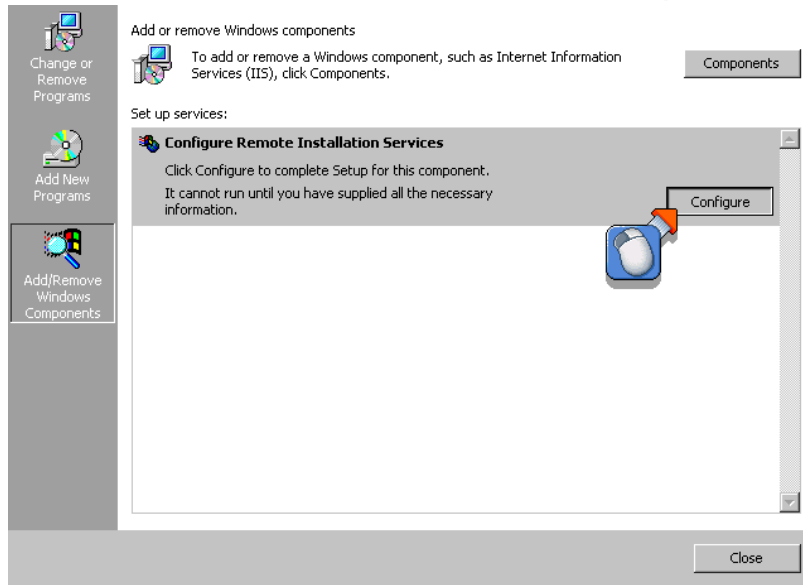 Change or
Remove
Programs
Add New
Programs
Add/Remove
Windows
Components
Add or remove Windows components
To add or remove a Windows component, such as Internet Information
Services (IIS), click Components.
Components
Set up services:
Configure Remote Installation Services
Click Configure to complete Setup for this component.
It cannot run until you have supplied all the necessary
information.
Configure
Close